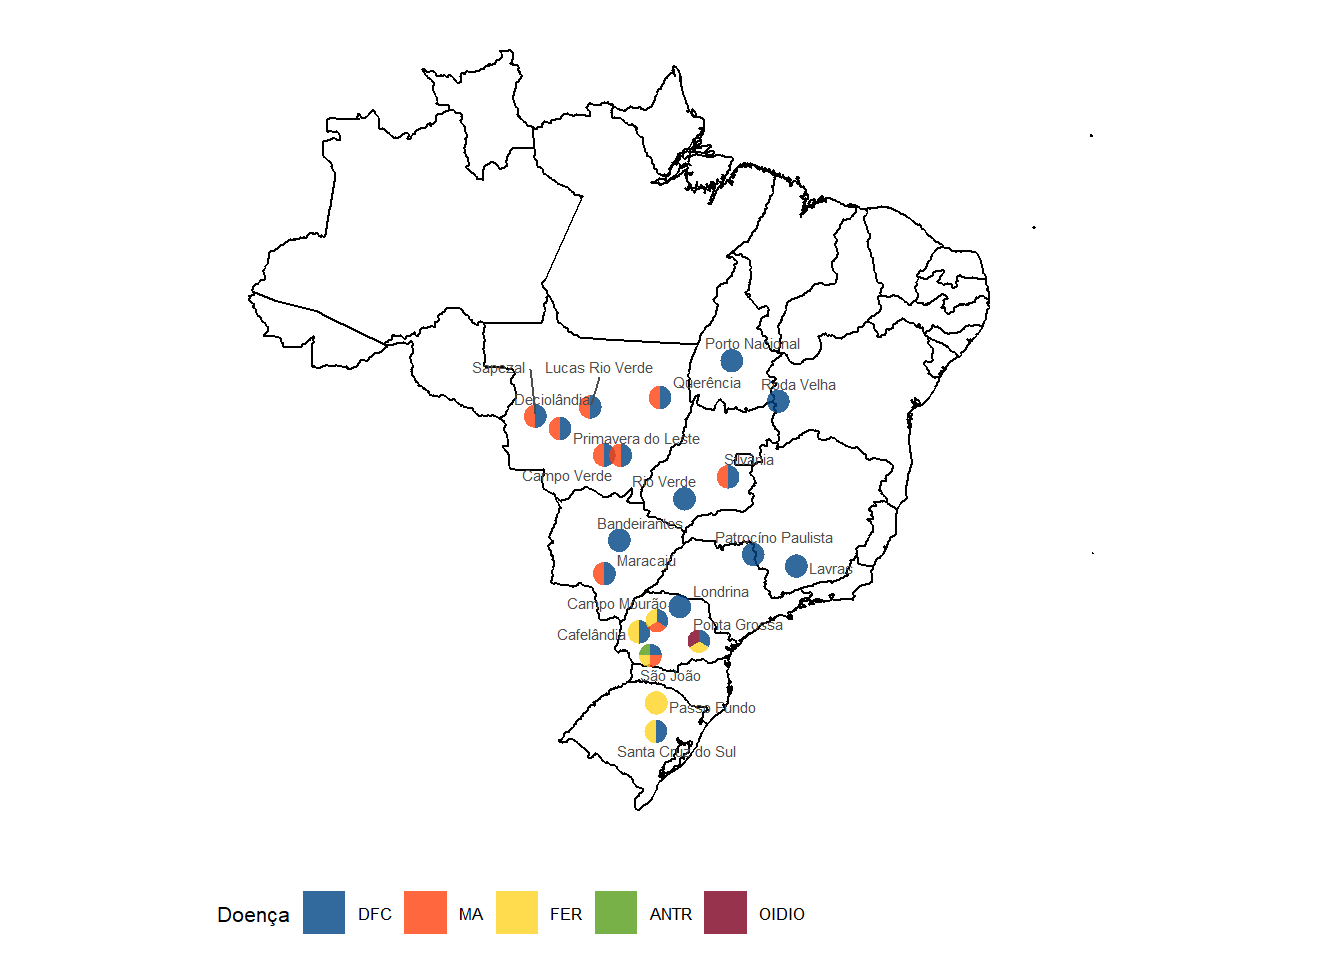 Porto Nacional
Sapezal
Lucas Rio Verde
Querência
Roda Velha
Deciolândia
Primavera do Leste
Silvânia
Campo Verde
Rio Verde
Bandeirantes
Patrocíno Paulista
Maracaju
Lavras
Londrina
Campo Mourão
Ponta Grossa
Cafelândia
São João
Passo Fundo
Santa Cruz do Sul
Doença DFC MA FER ANTR OIDIO